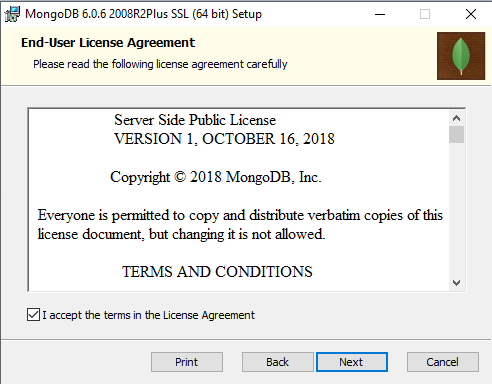 MongoDB 6.0.6 2008R2Plus SSL (64 bit) Setup
End-User License Agreement
Please read the following license agreement carefully
Server Side Public License
VERSION 1, OCTOBER 16, 2018
Copyright © 2018 MongoDB, Inc.
Everyone is permitted to copy and distribute verbatim copies of this
license document, but changing it is not allowed.
TERMS AND CONDITIONS
I accept the terms in the License Agreement
Print Back Next Cancel